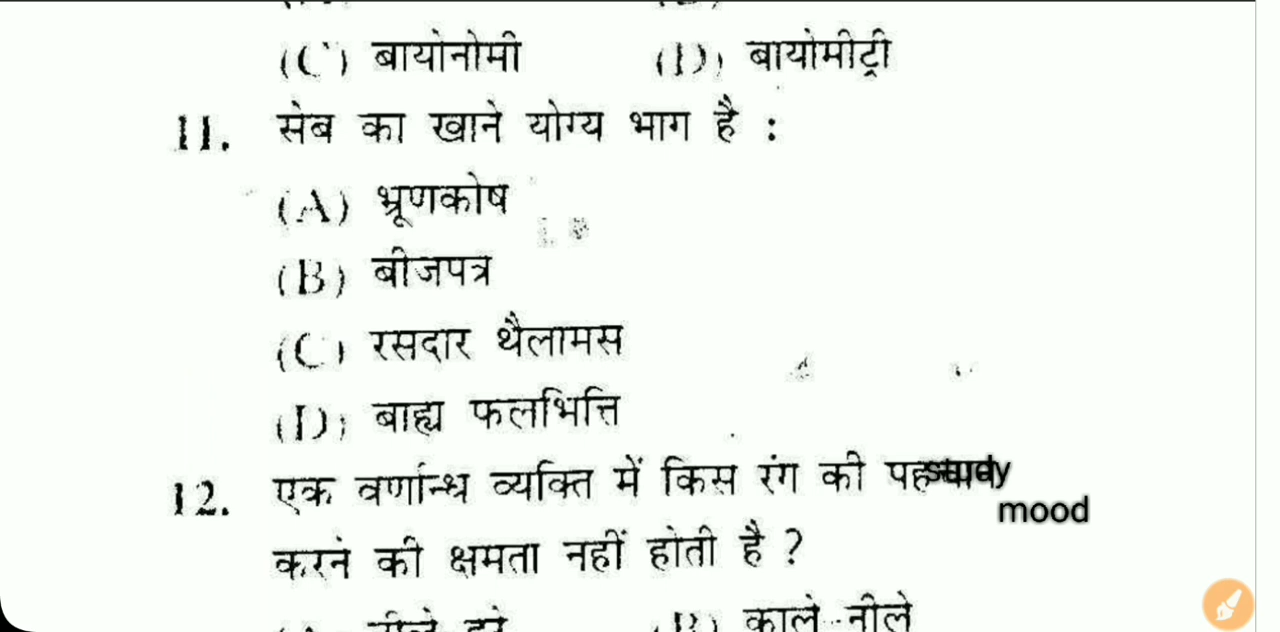 (C) बायोनोमी (D) बायोमीट्री
11. सेब का खाने योग्य भाग है :
(A) भ्रूणकोष
(B) बीजपत्र
(C) रसदार थैलामस
(D) बाह्य फलभित्ति
12. एक वर्णान्ध व्यक्ति में किस रंग की study
mood
करने की क्षमता नहीं होती है ?
(B) काले-नीले